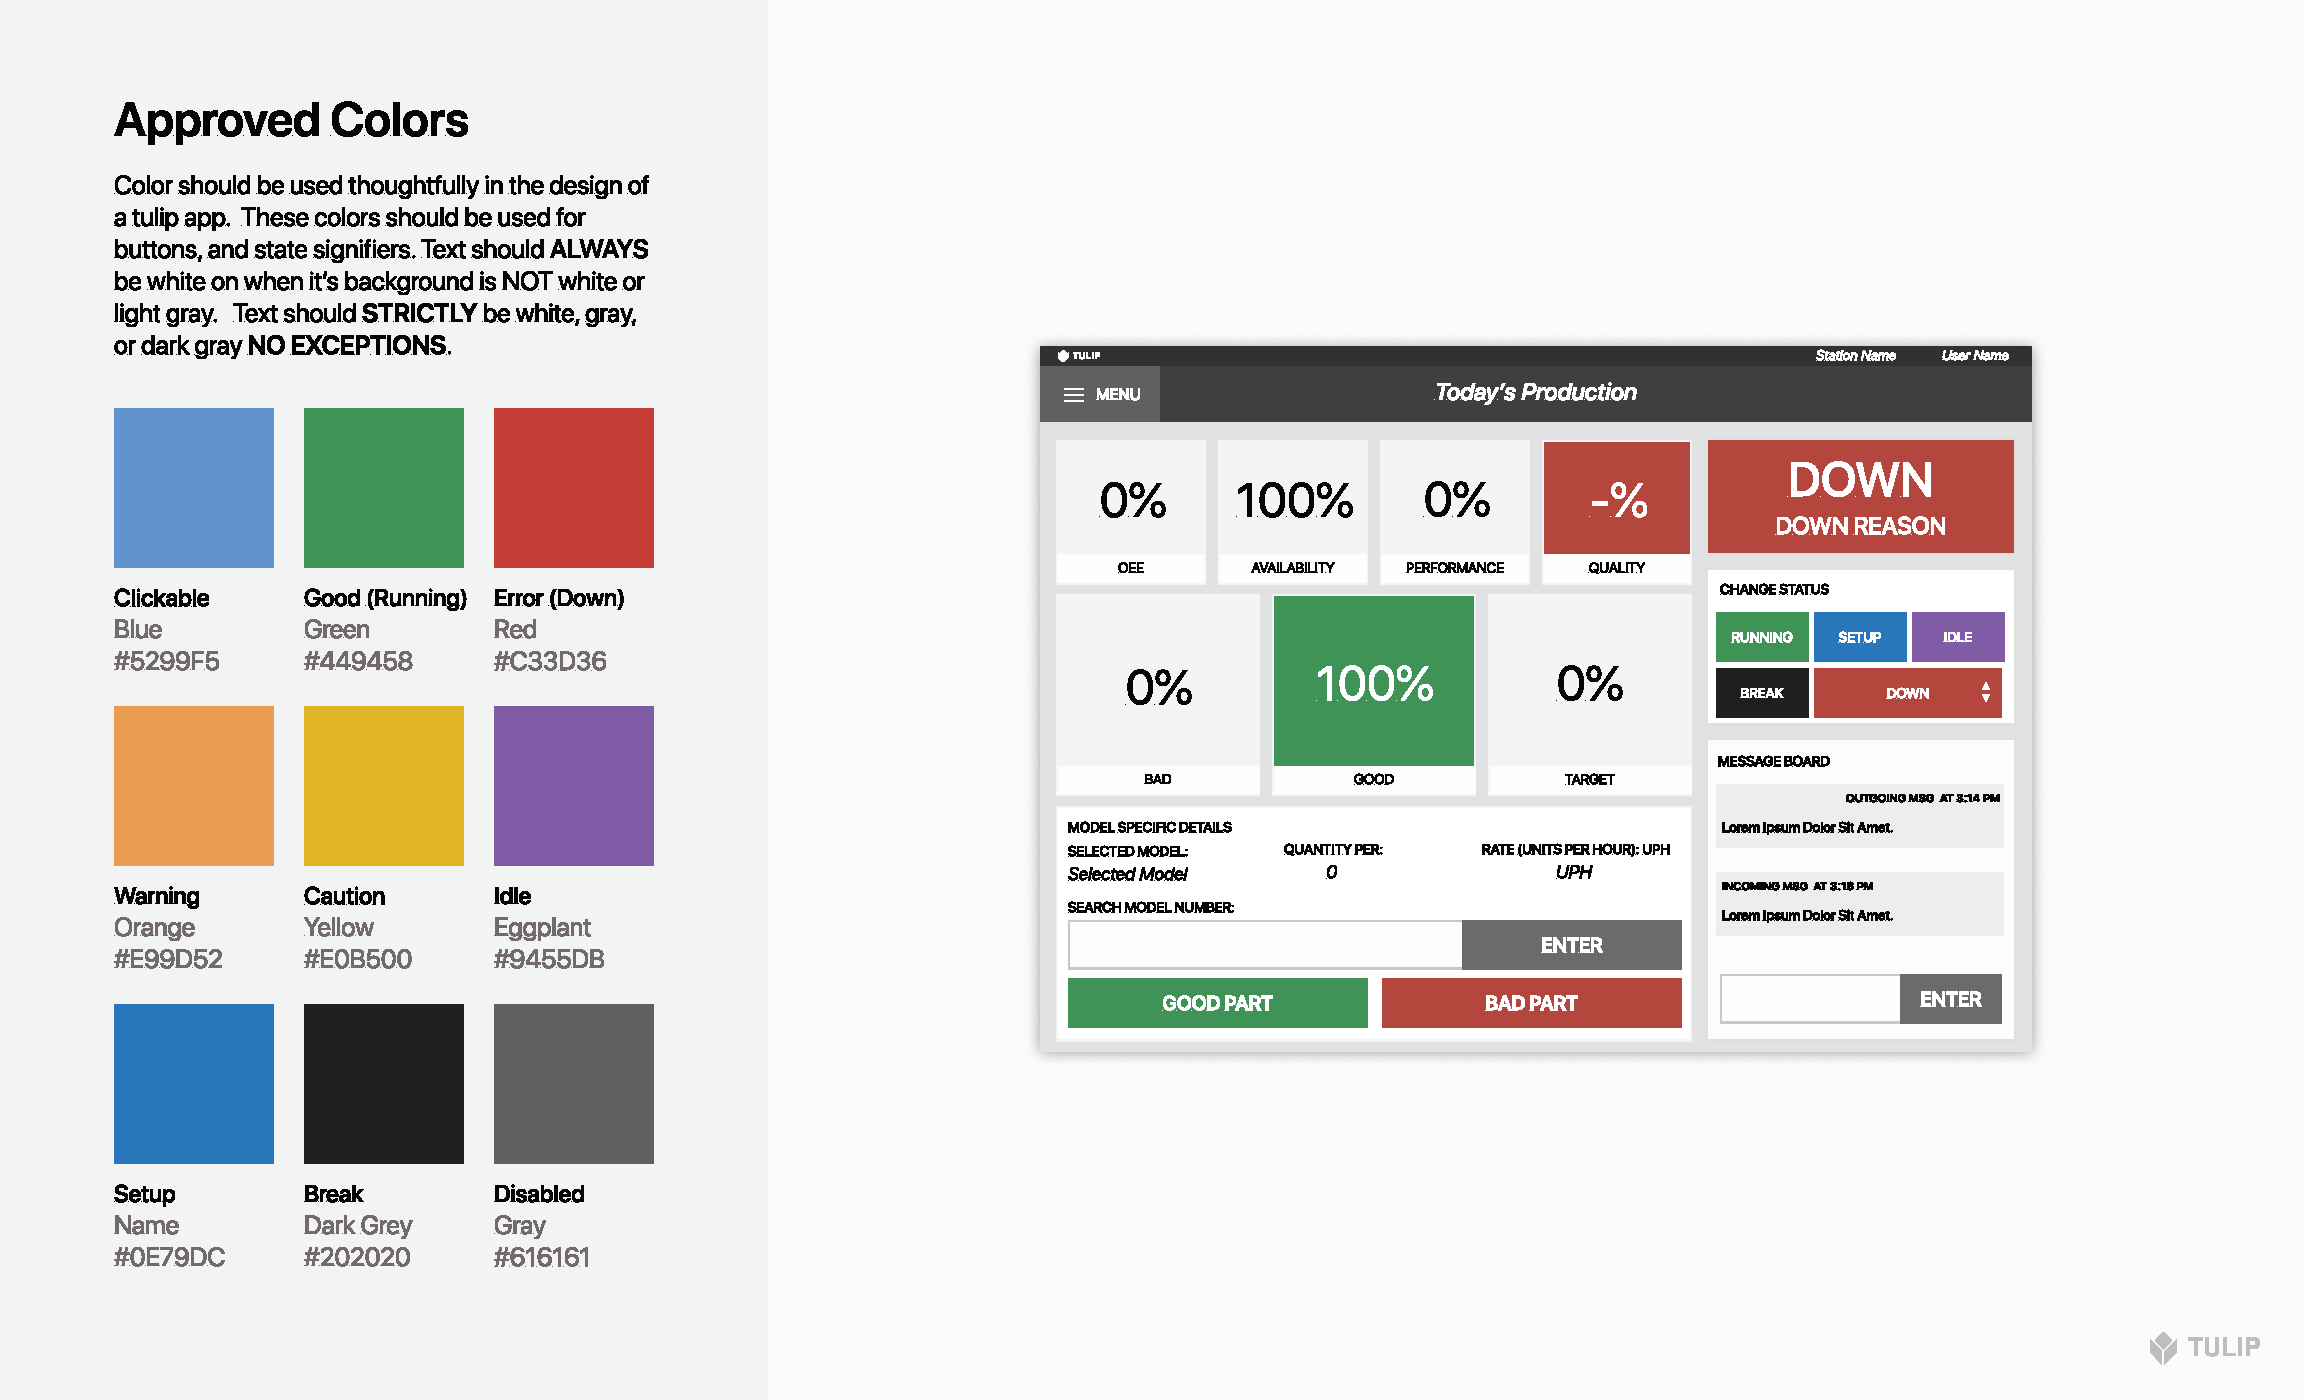 Approved Colors
Color should be used thoughtfully in the design of
a tulip app.  These colors should be used for
buttons, and state signifiers. Text should ALWAYS
be white on when it's background is NOT white or
light gray.   Text should STRICTLY be white, gray,
or dark gray NO EXCEPTIONS.
Clickable
Blue
#5299F5
Good (Running)
Green
#449458
Error (Down)
Red
#C33D36
Warning
Orange
#E99D52
Caution
Yellow
#E0B500
Idle
Eggplant
#9455DB
Setup
Name
#0E79DC
Break
Dark Grey
#202020
Disabled
Gray
#616161
TULIP
Station Name
User Name
MENU
Today's Production
0%
OEE
100%
AVAILABILITY
0%
PERFORMANCE
-%
QUALITY
0%
BAD
100%
GOOD
0%
TARGET
MODEL SPECIFIC DETAILS
SELECTED MODEL:
Selected Model
QUANTITY PER:
0
RATE (UNITS PER HOUR): UPH
UPH
SEARCH MODEL NUMBER:
ENTER
GOOD PART
BAD PART
DOWN
DOWN REASON
CHANGE STATUS
RUNNING
SETUP
IDLE
BREAK
DOWN
MESSAGE BOARD
OUTGOING MSG  AT 3:14 PM
Lorem Ipsum Dolor Sit Amet.
INCOMING MSG  AT 3:16 PM
Lorem Ipsum Dolor Sit Amet.
ENTER
TULIP